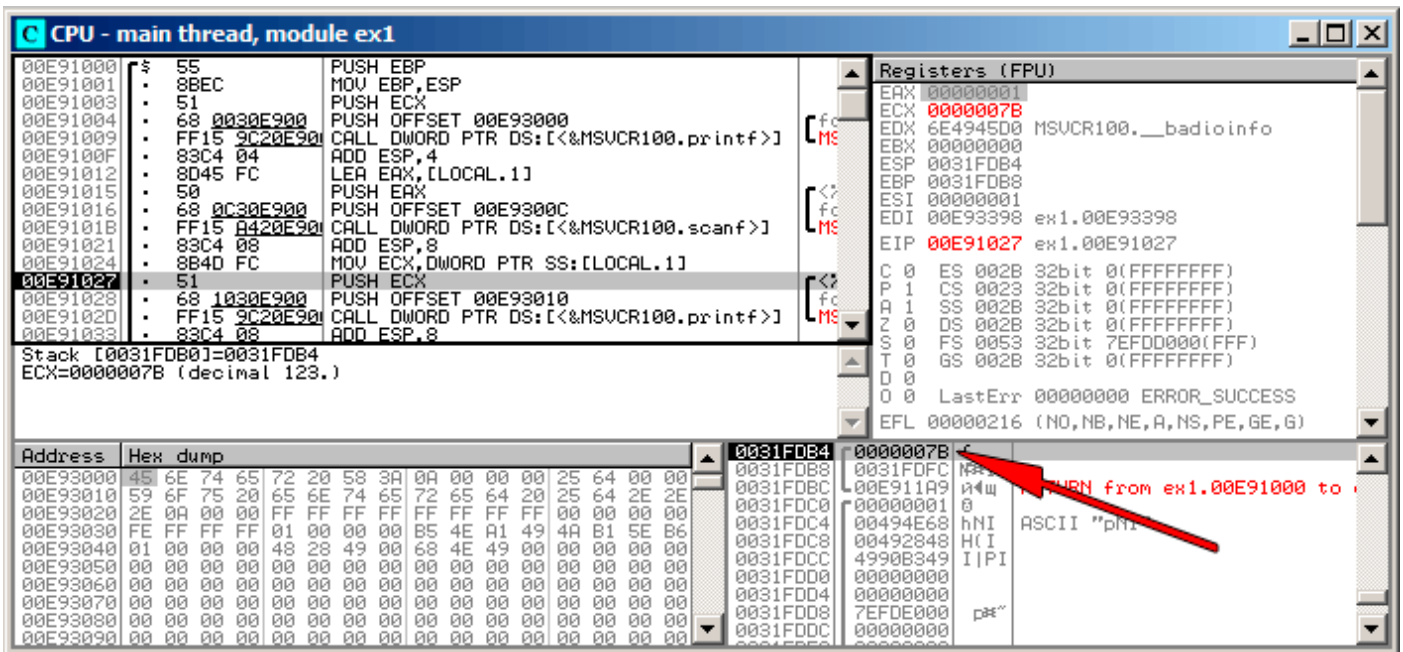 C CPU - main thread, module ex1
00E91000 $ 55 PUSH EBP
00E91001 · 8BEC MOV EBP,ESP
00E91003 · 51 PUSH ECX
00E91004 · 68 0030E900 PUSH OFFSET 00E93000
00E91009 · FF15 9C20E900 CALL DWORD PTR DS:[<&MSVCR100.printf>]
00E9100F · 83C4 04 ADD ESP,4
00E91012 · 8D45 FC LEA EAX,[LOCAL.1]
00E91015 · 50 PUSH EAX <%
00E91016 · 68 0C30E900 PUSH OFFSET 00E9300C
00E9101B · FF15 A420E900 CALL DWORD PTR DS:[<&MSVCR100.scanf>] MS
00E91021 · 83C4 08 ADD ESP,8
00E91024 · 8B4D FC MOV ECX,DWORD PTR SS:[LOCAL.1]
00E91027 · 51 PUSH ECX
00E91028 · 68 1030E900 PUSH OFFSET 00E93010
00E9102D · FF15 9C20E900 CALL DWORD PTR DS:[<&MSVCR100.printf>] MS
00E91033 · 83C4 08 ADD ESP,8
Stack [0031FDB0]=0031FDB4
ECX=0000007B (decimal 123.)
Registers (FPU)
EAX 00000001
ECX 0000007B
EDX 6E4945D0 MSVCR100.__badioinfo
EBX 00000000
ESP 0031FDB4
EBP 0031FDB8
ESI 00000001
EDI 00E93398 ex1.00E93398
EIP 00E91027 ex1.00E91027
C 0 ES 002B 32bit 0(FFFFFFFF)
P 1 CS 0023 32bit 0(FFFFFFFF)
A 1 SS 002B 32bit 0(FFFFFFFF)
Z 0 DS 002B 32bit 0(FFFFFFFF)
S 0 FS 0053 32bit 7EFDD000(FFF)
T 0 GS 002B 32bit 0(FFFFFFFF)
D 0
O 0 LastErr 00000000 ERROR_SUCCESS
EFL 00000216 (NO,NB,NE,A,NS,PE,GE,G)
Address Hex dump
00E93000 45 6E 74 65 72 20 58 3A 0A 00 00 00 25 64 00 00
00E93010 59 6F 75 20 65 6E 74 65 72 65 64 20 25 64 2E 2E
00E93020 2E 0A 00 00 FF FF FF FF FF FF FF FF 00 00 00 00
00E93030 FE FF FF FF 01 00 00 00 B5 4E A1 49 4A B1 5E B6
00E93040 01 00 00 00 48 28 49 00 68 4E 49 00 00 00 00 00
00E93050 00 00 00 00 00 00 00 00 00 00 00 00 00 00 00 00
00E93060 00 00 00 00 00 00 00 00 00 00 00 00 00 00 00 00
00E93070 00 00 00 00 00 00 00 00 00 00 00 00 00 00 00 00
00E93080 00 00 00 00 00 00 00 00 00 00 00 00 00 00 00 00
00E93090 00 00 00 00 00 00 00 00 00 00 00 00 00 00 00 00
0031FDB4 0000007B {
0031FDB8 0031FDFC
0031FDBC 00E911A9 RETURN from ex1.00E91000 to
0031FDC0 00000001
0031FDC4 00494E68 hNI ASCII "pNI"
0031FDC8 00492848 H(I
0031FDCC 4990B349 I|PI
0031FDD0 00000000
0031FDD4 00000000
0031FDD8 7EFDE000
0031FDDC 00000000